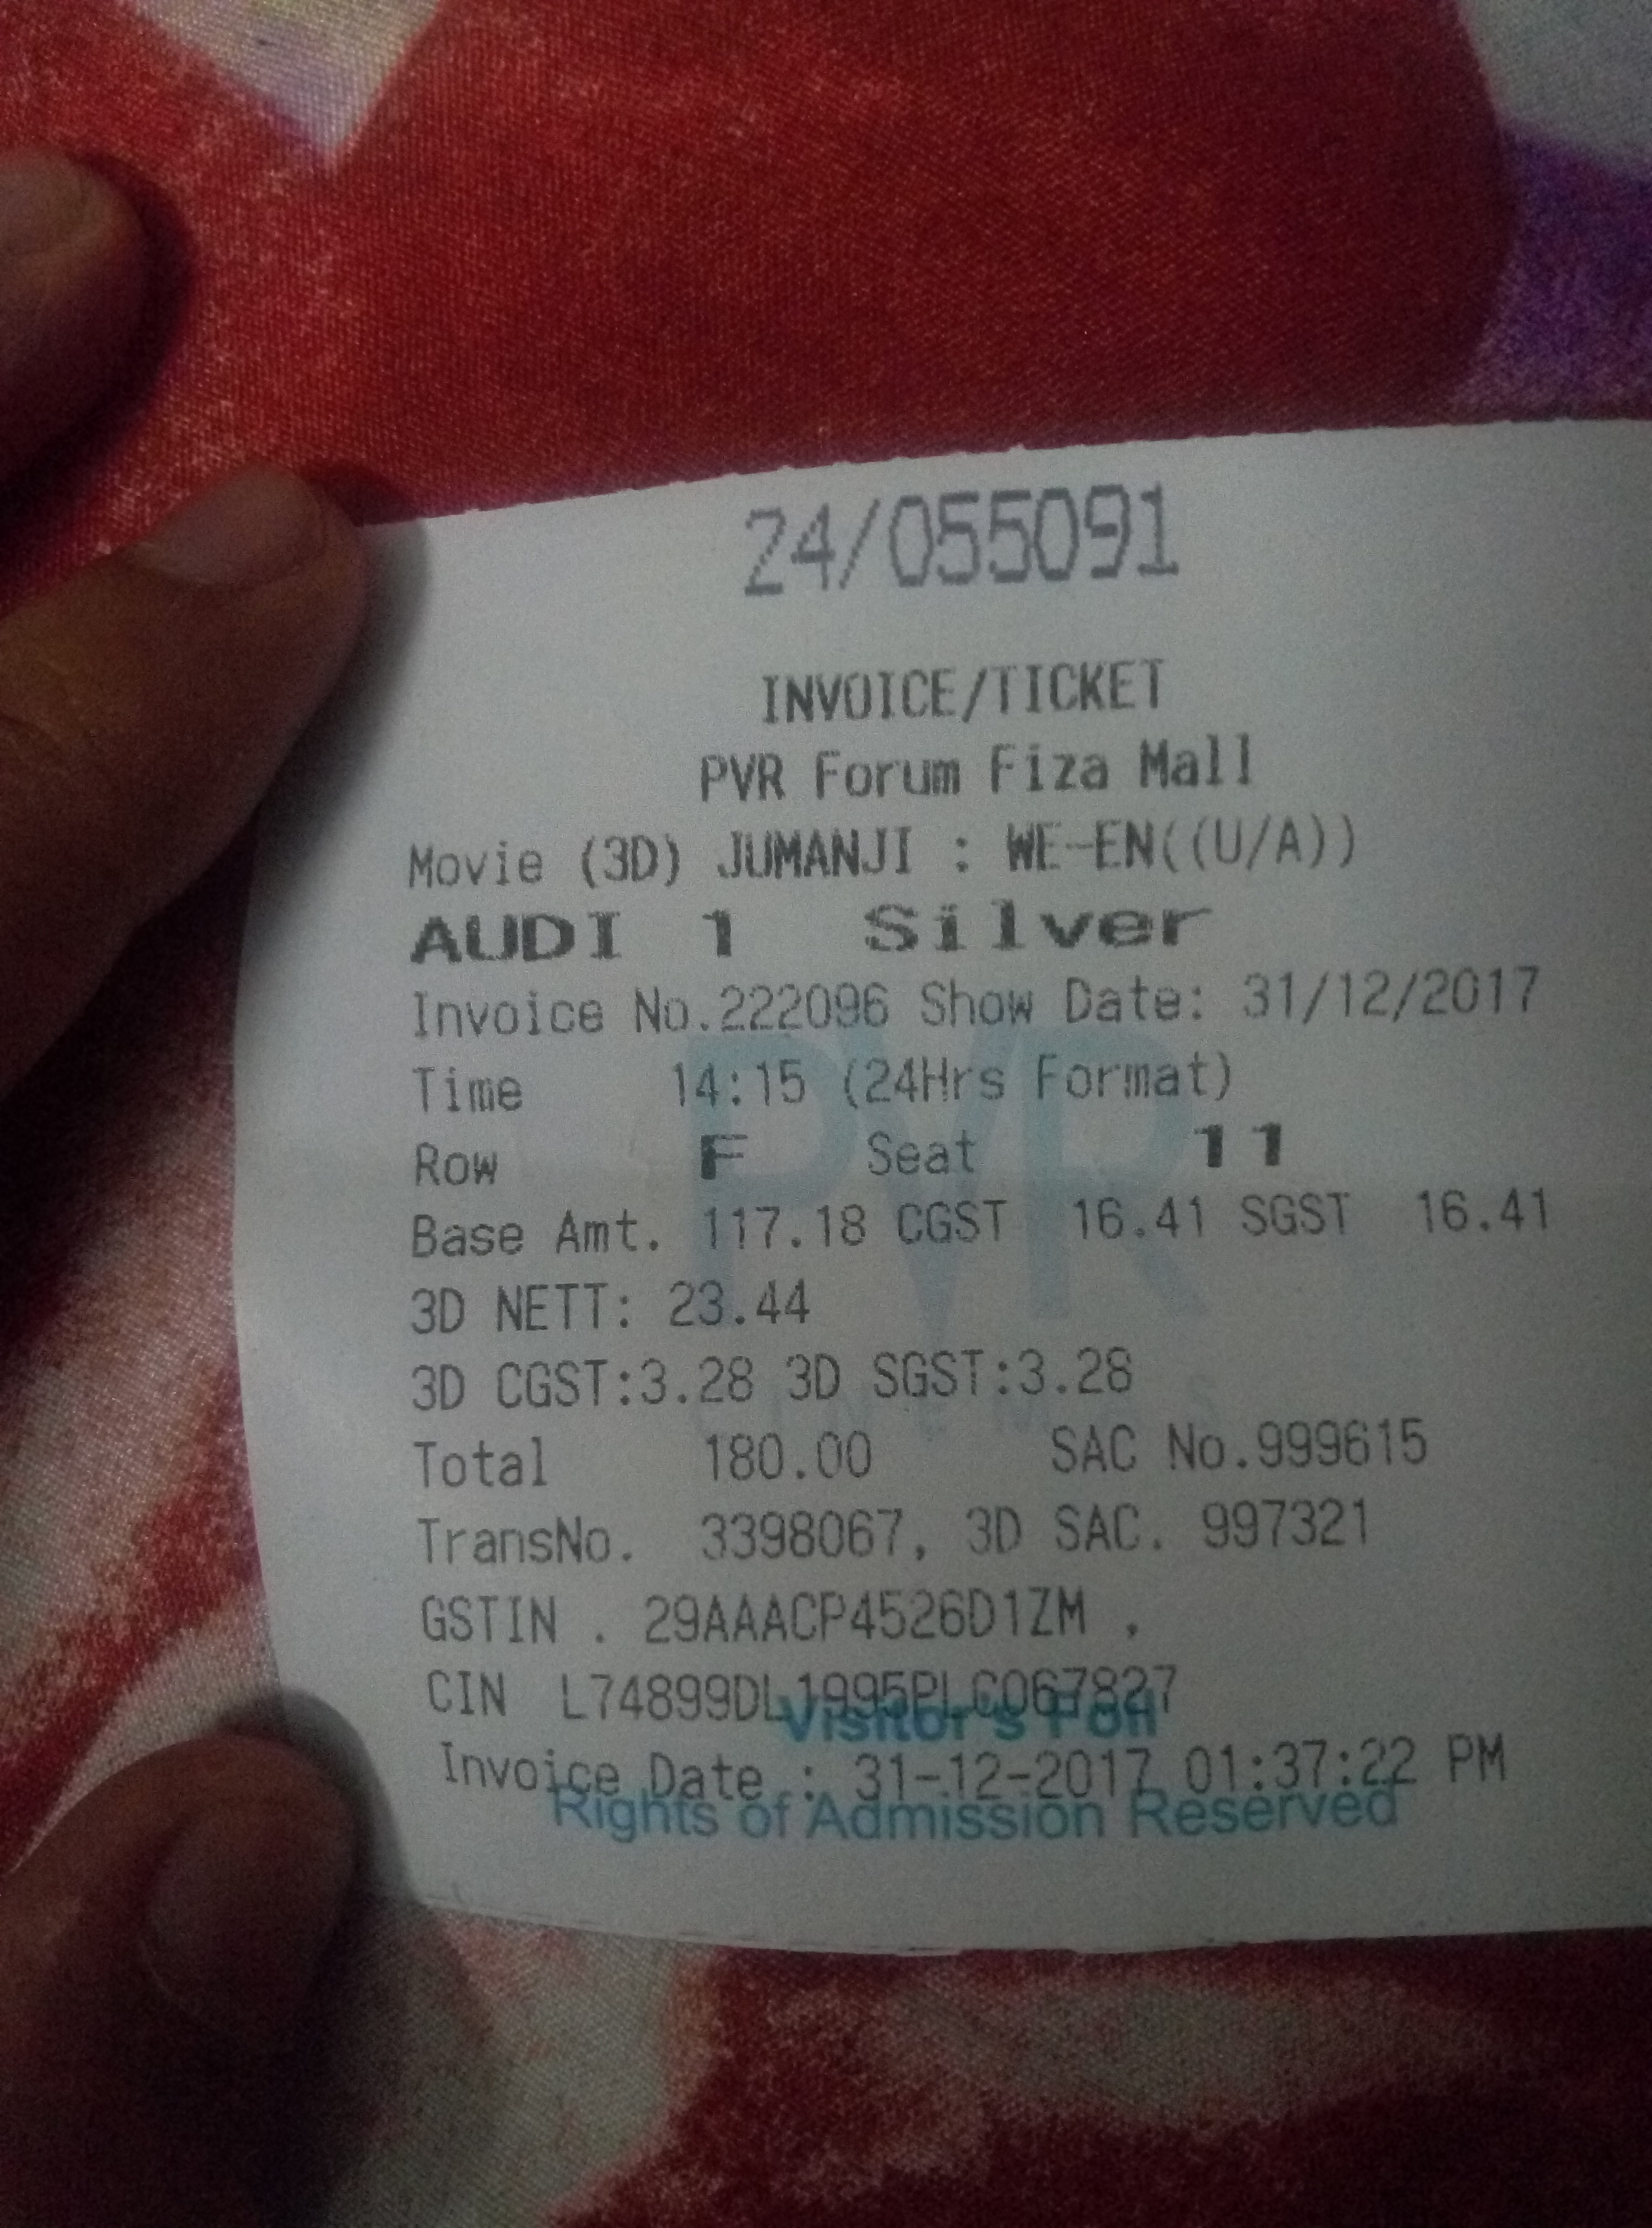 24/055091
INVOICE/TICKET
PVR Forum Fiza Mall
Movie (3D) JUMANJI : WE-EN((U/A))
AUDI 1 Silver
Invoice No.222096 Show Date: 31/12/2017
Time 14:15 (24Hrs Format)
Row F Seat 11
Base Amt. 117.18 CGST 16.41 SGST 16.41
PVR
3D NETT: 23.44
3D CGST:3.28 3D SGST:3.28
CINEMAS
Total 180.00 SAC No.999615
TransNo. 3398067, 3D SAC. 997321
GSTIN . 29AAACP4526D1ZM ,
CIN L74899DL1995PLC067827
Visitor's Foil
Invoice Date : 31-12-2017 01:37:22 PM
Rights of Admission Reserved